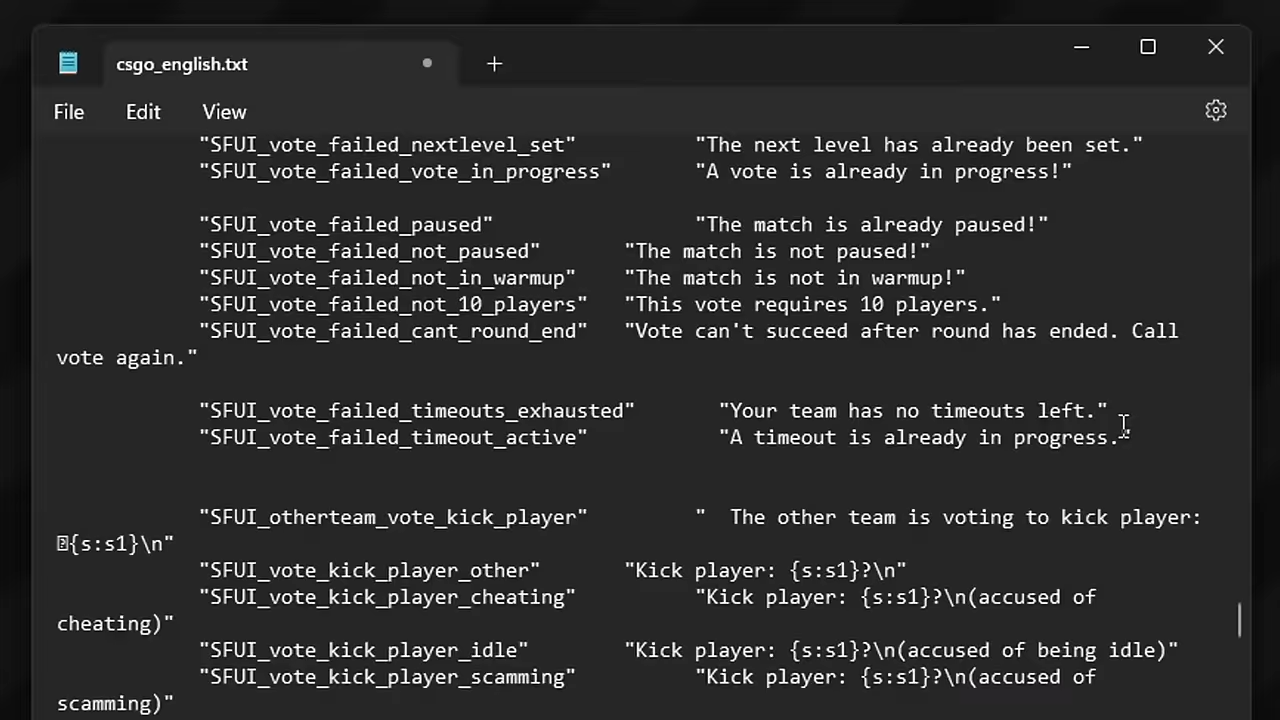 csgo_english.txt
File Edit View
"SFUI_vote_failed_nextlevel_set" "The next level has already been set."
"SFUI_vote_failed_vote_in_progress" "A vote is already in progress!"
"SFUI_vote_failed_paused" "The match is already paused!"
"SFUI_vote_failed_not_paused" "The match is not paused!"
"SFUI_vote_failed_not_in_warmup" "The match is not in warmup!"
"SFUI_vote_failed_not_10_players" "This vote requires 10 players."
"SFUI_vote_failed_cant_round_end" "Vote can't succeed after round has ended. Call
vote again."
"SFUI_vote_failed_timeouts_exhausted" "Your team has no timeouts left."
"SFUI_vote_failed_timeout_active" "A timeout is already in progress."
"SFUI_otherteam_vote_kick_player" "  The other team is voting to kick player:
{s:s1}\n"
"SFUI_vote_kick_player_other" "Kick player: {s:s1}?\n"
"SFUI_vote_kick_player_cheating" "Kick player: {s:s1}?\n(accused of
cheating)"
"SFUI_vote_kick_player_idle" "Kick player: {s:s1}?\n(accused of being idle)"
"SFUI_vote_kick_player_scamming" "Kick player: {s:s1}?\n(accused of
scamming)"